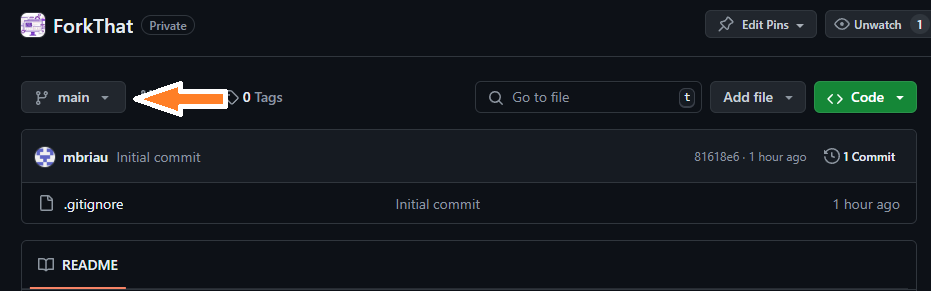 ForkThat Private Edit Pins Unwatch 1
main 0 Tags Go to file t Add file Code
mbriau Initial commit 81618e6 · 1 hour ago 1 Commit
.gitignore Initial commit 1 hour ago
README